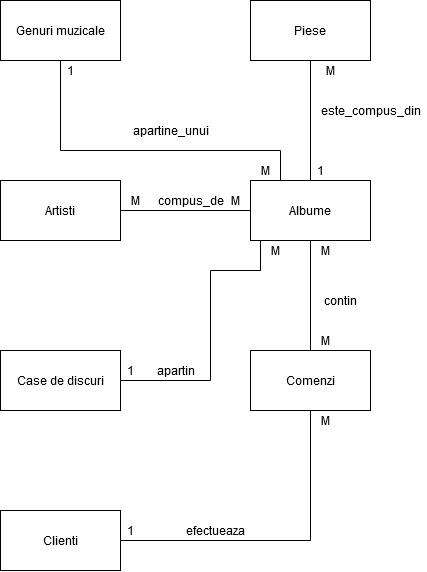 Genuri muzicale
Piese
1
M
este_compus_din
apartine_unui
M
1
Artisti
M
compus_de
M
Albume
M
M
contin
M
Case de discuri
1
apartin
Comenzi
M
Clienti
1
efectueaza